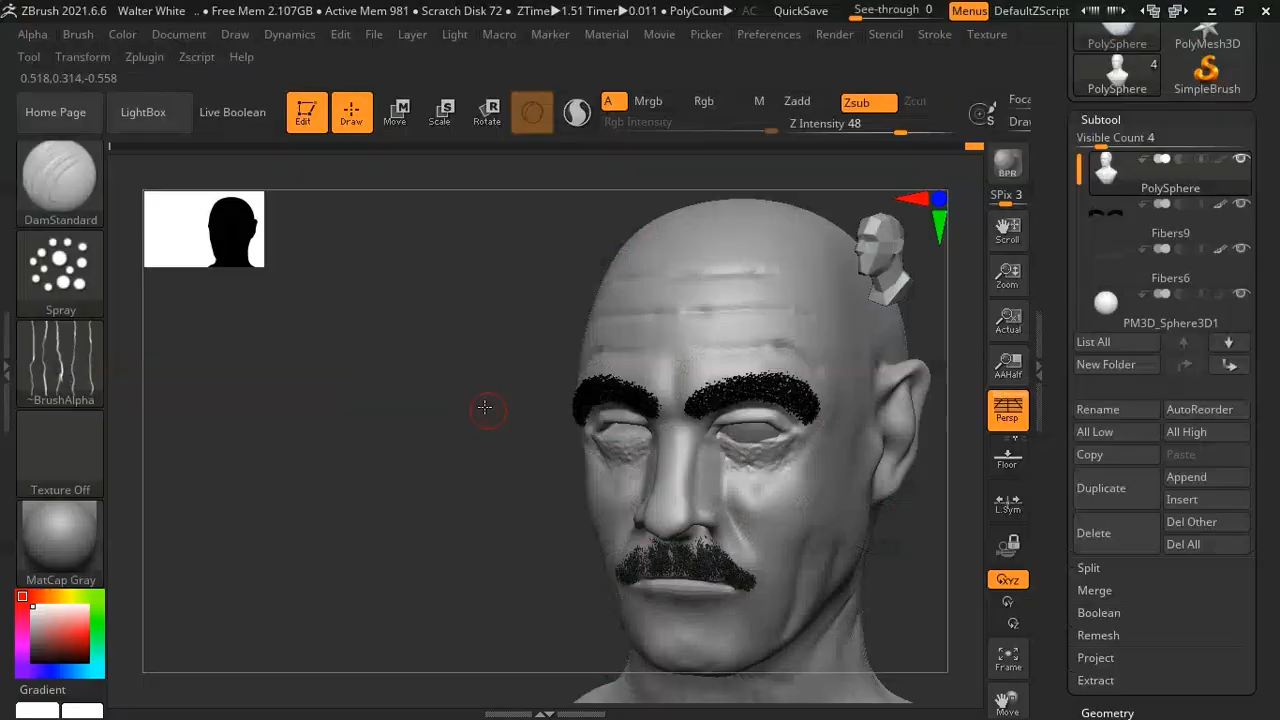 ZBrush 2021.6.6 Walter White .. ● Free Mem 2.107GB ● Active Mem 981 ● Scratch Disk 72 ● ZTime▶1.51 Timer▶0.011 ● PolyCount▶ AC QuickSave See-through 0 Menus DefaultZScript
Alpha Brush Color Document Draw Dynamics Edit File Layer Light Macro Marker Material Movie Picker Preferences Render Stencil Stroke Texture
Tool Transform Zplugin Zscript Help
0.518,0.314,-0.558
Home Page LightBox Live Boolean Edit Draw Move Scale Rotate
A Mrgb Rgb M Zadd Zsub Zcut
Rgb Intensity Z Intensity 48
S Foca
Draw
DamStandard
Spray
~BrushAlpha
Texture Off
MatCap Gray
Gradient
BPR
SPix 3
Scroll
Zoom
Actual
AAHalf
Persp
Floor
L.Sym
XYZ
Y
Z
Frame
Move
PolySphere PolyMesh3D
4
PolySphere SimpleBrush
Subtool
Visible Count 4
PolySphere
Fibers9
Fibers6
PM3D_Sphere3D1
List All
New Folder
Rename AutoReorder
All Low All High
Copy Paste
Duplicate Append
Insert
Delete Del Other
Del All
Split
Merge
Boolean
Remesh
Project
Extract
Geometry